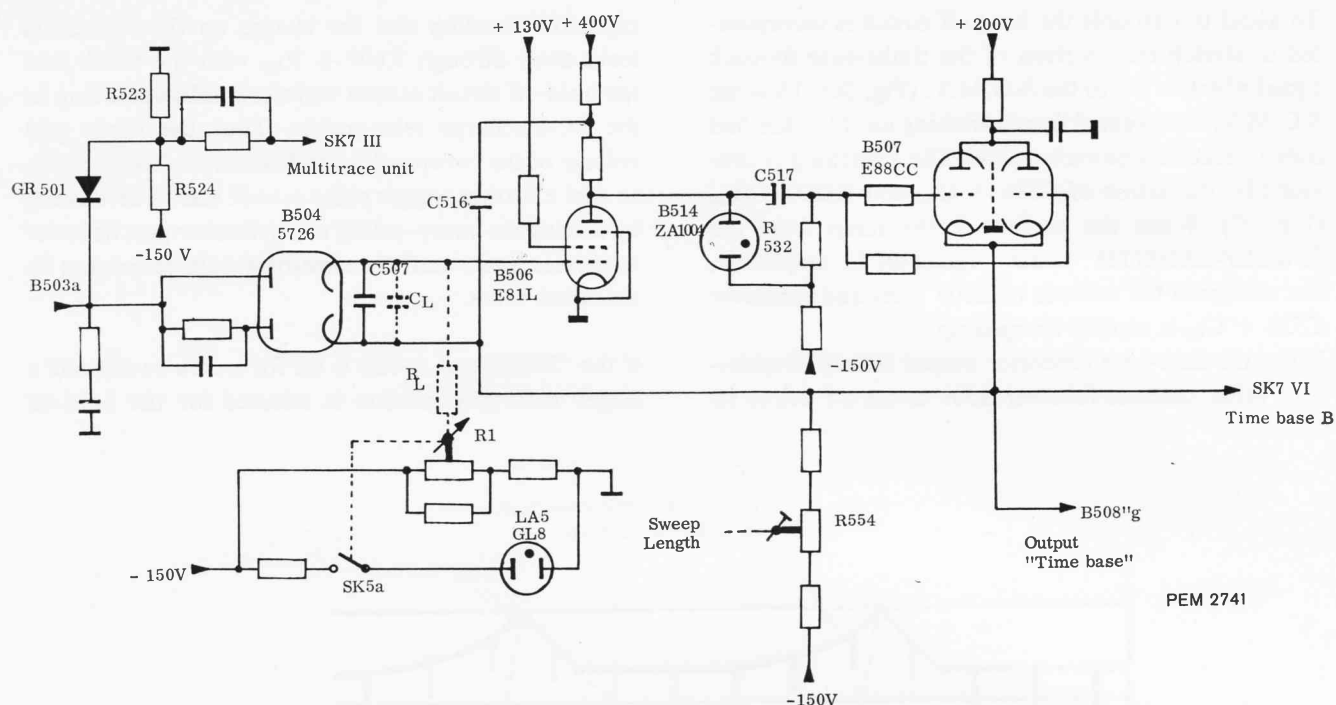 + 130V
+ 400V
+ 200V
R523
SK7 III
Multitrace unit
GR 501
R524
B504
5726
C516
-150 V
B503a
C507
CL
B506
E81L
B514
ZA1004
C517
R
532
B507
E88CC
RL
R1
-150V
SK7 VI
Time base B
LA5
GL8
Sweep
Length
R554
B508"g
Output
"Time base"
- 150V
SK5a
PEM 2741
-150V